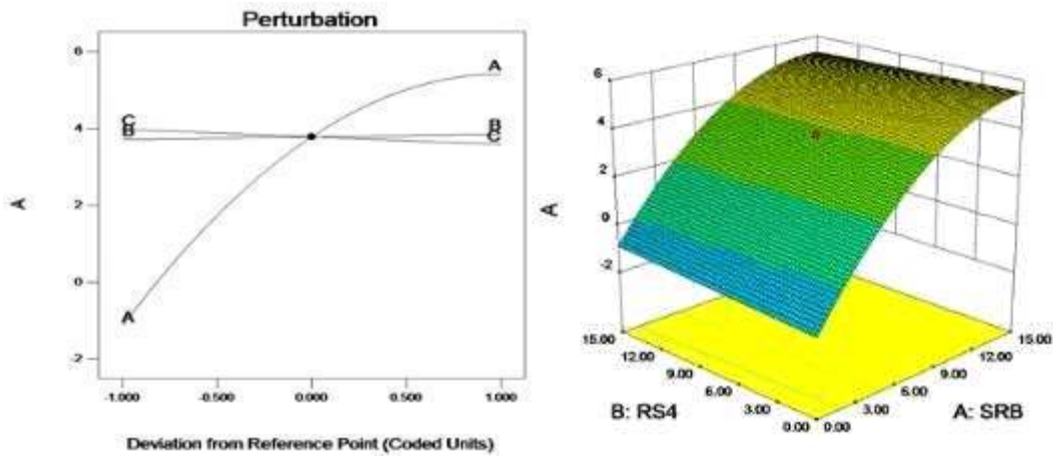 Perturbation
6
4
2
0
-2
A
C
B
A
A
B
C
-1.000 -0.500 0.000 0.500 1.000
Deviation from Reference Point (Coded Units)
6
4
2
0
-2
A
15.00 12.00 9.00 6.00 3.00 0.00
B: RS4
0.00 3.00 6.00 9.00 12.00 15.00
A: SRB